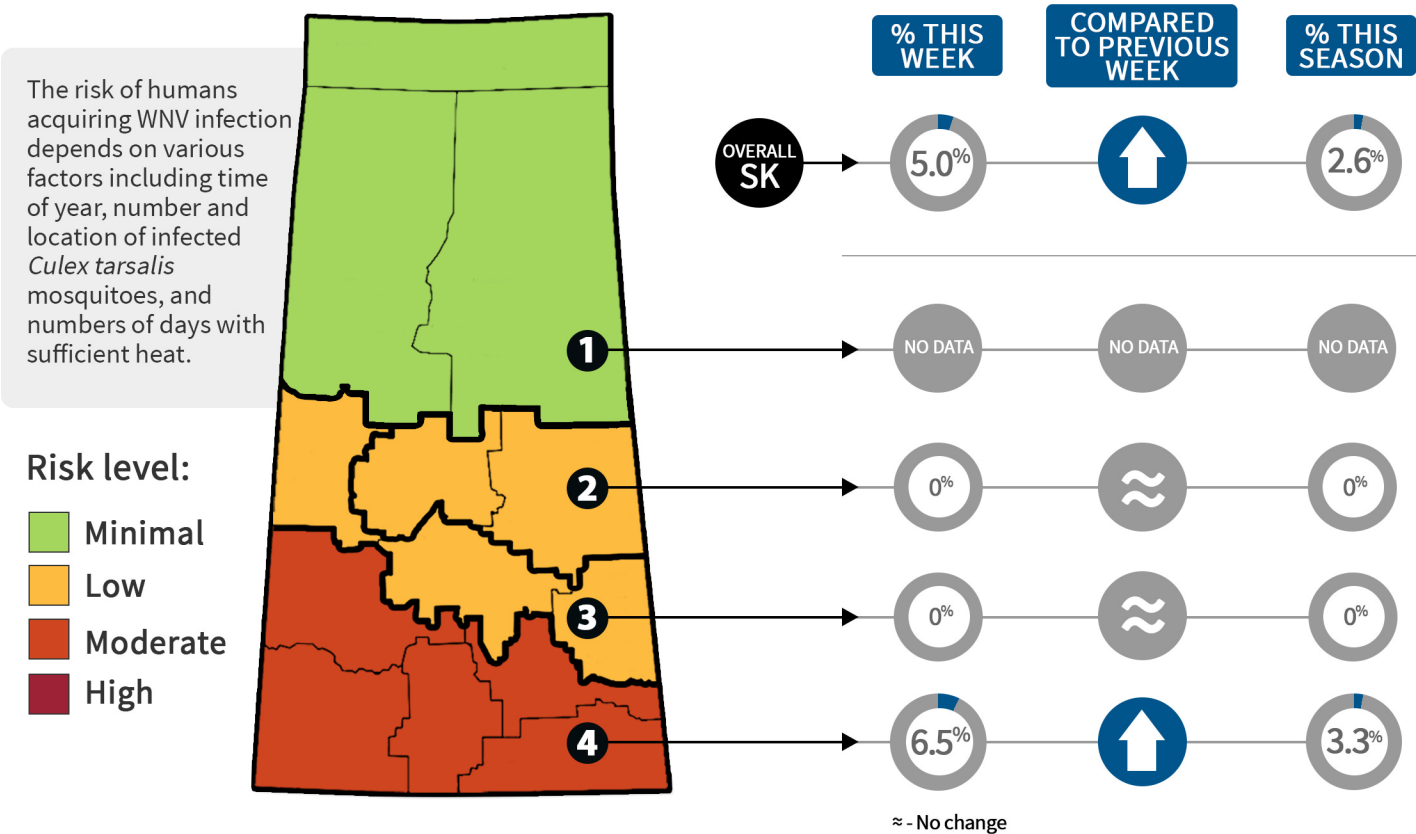 The risk of humans
acquiring WNV infection
depends on various
factors including time
of year, number and
location of infected
Culex tarsalis
mosquitoes, and
numbers of days with
sufficient heat.
Risk level:
Minimal
Low
Moderate
High
% THIS
WEEK
COMPARED
TO PREVIOUS
WEEK
% THIS
SEASON
OVERALL
SK
5.0%
2.6%
1
NO DATA
NO DATA
NO DATA
2
0%
≈
0%
3
0%
≈
0%
4
6.5%
3.3%
≈ - No change